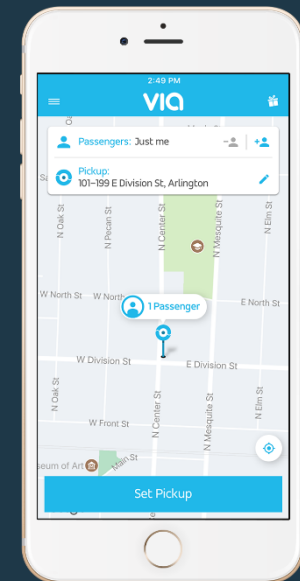 2:49 PM
VIA
Passengers: Just me
Pickup:
101–199 E Division St, Arlington
N Oak St
N Pecan St
N Center St
N Mesquite St
N Elm St
W North St
W North
E North St
1 Passenger
W Division St
E Division St
N Oak St
N Center St
N Mesquite St
N Elm St
W Front St
Main St
seum of Art
Set Pickup